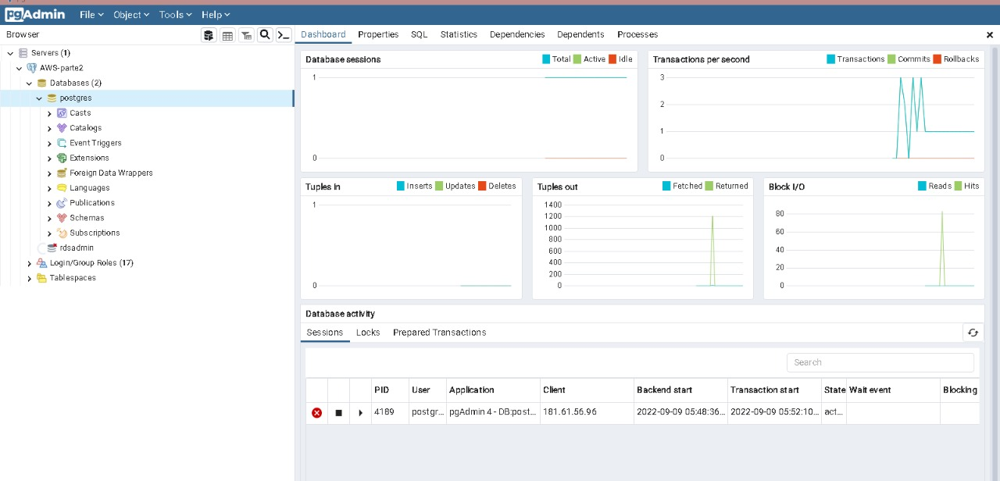 pgAdmin File Object Tools Help
Browser
Dashboard Properties SQL Statistics Dependencies Dependents Processes
Servers (1)
AWS-parte2
Databases (2)
postgres
Casts
Catalogs
Event Triggers
Extensions
Foreign Data Wrappers
Languages
Publications
Schemas
Subscriptions
rdsadmin
Login/Group Roles (17)
Tablespaces
Database sessions Total Active Idle
1
0
Transactions per second Transactions Commits Rollbacks
3
2
1
0
Tuples in Inserts Updates Deletes
1
0
Tuples out Fetched Returned
1400
1200
1000
800
600
400
200
0
Block I/O Reads Hits
80
60
40
20
0
Database activity
Sessions Locks Prepared Transactions
Search
PID User Application Client Backend start Transaction start State Wait event Blocking
4189 postgr... pgAdmin 4 - DB:post... 181.61.56.96 2022-09-09 05:48:36... 2022-09-09 05:52:10... act...